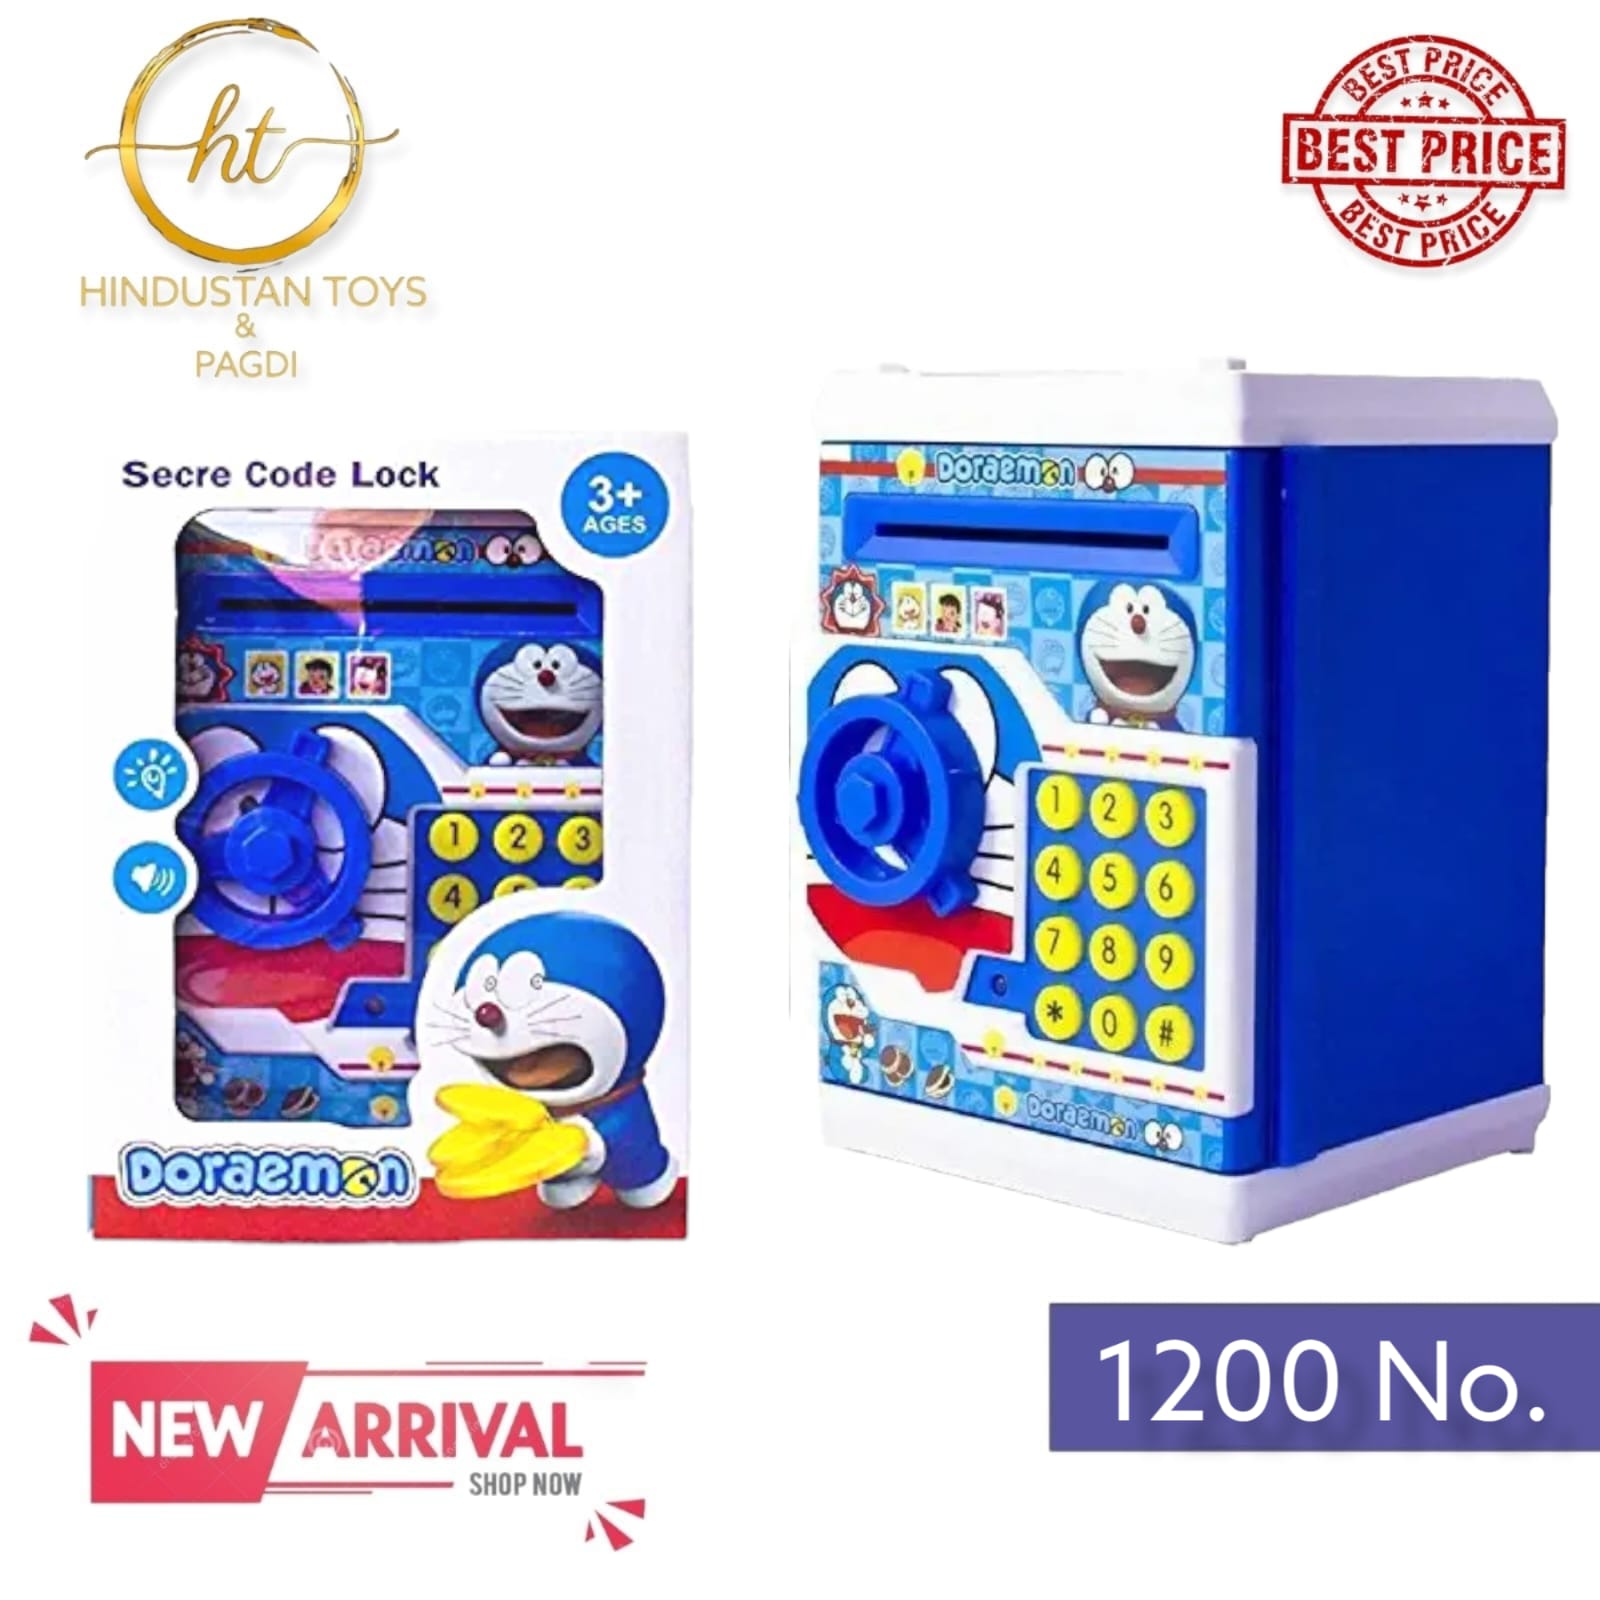 ht
HINDUSTAN TOYS
&
PAGDI
BEST PRICE
BEST PRICE
BEST PRICE
Secre Code Lock
3+
AGES
Doraemon
1 2 3
4 5
Doraemon
Doraemon
1 2 3
4 5 6
7 8 9
* 0 #
Doraemon
NEW ARRIVAL
SHOP NOW
1200 No.